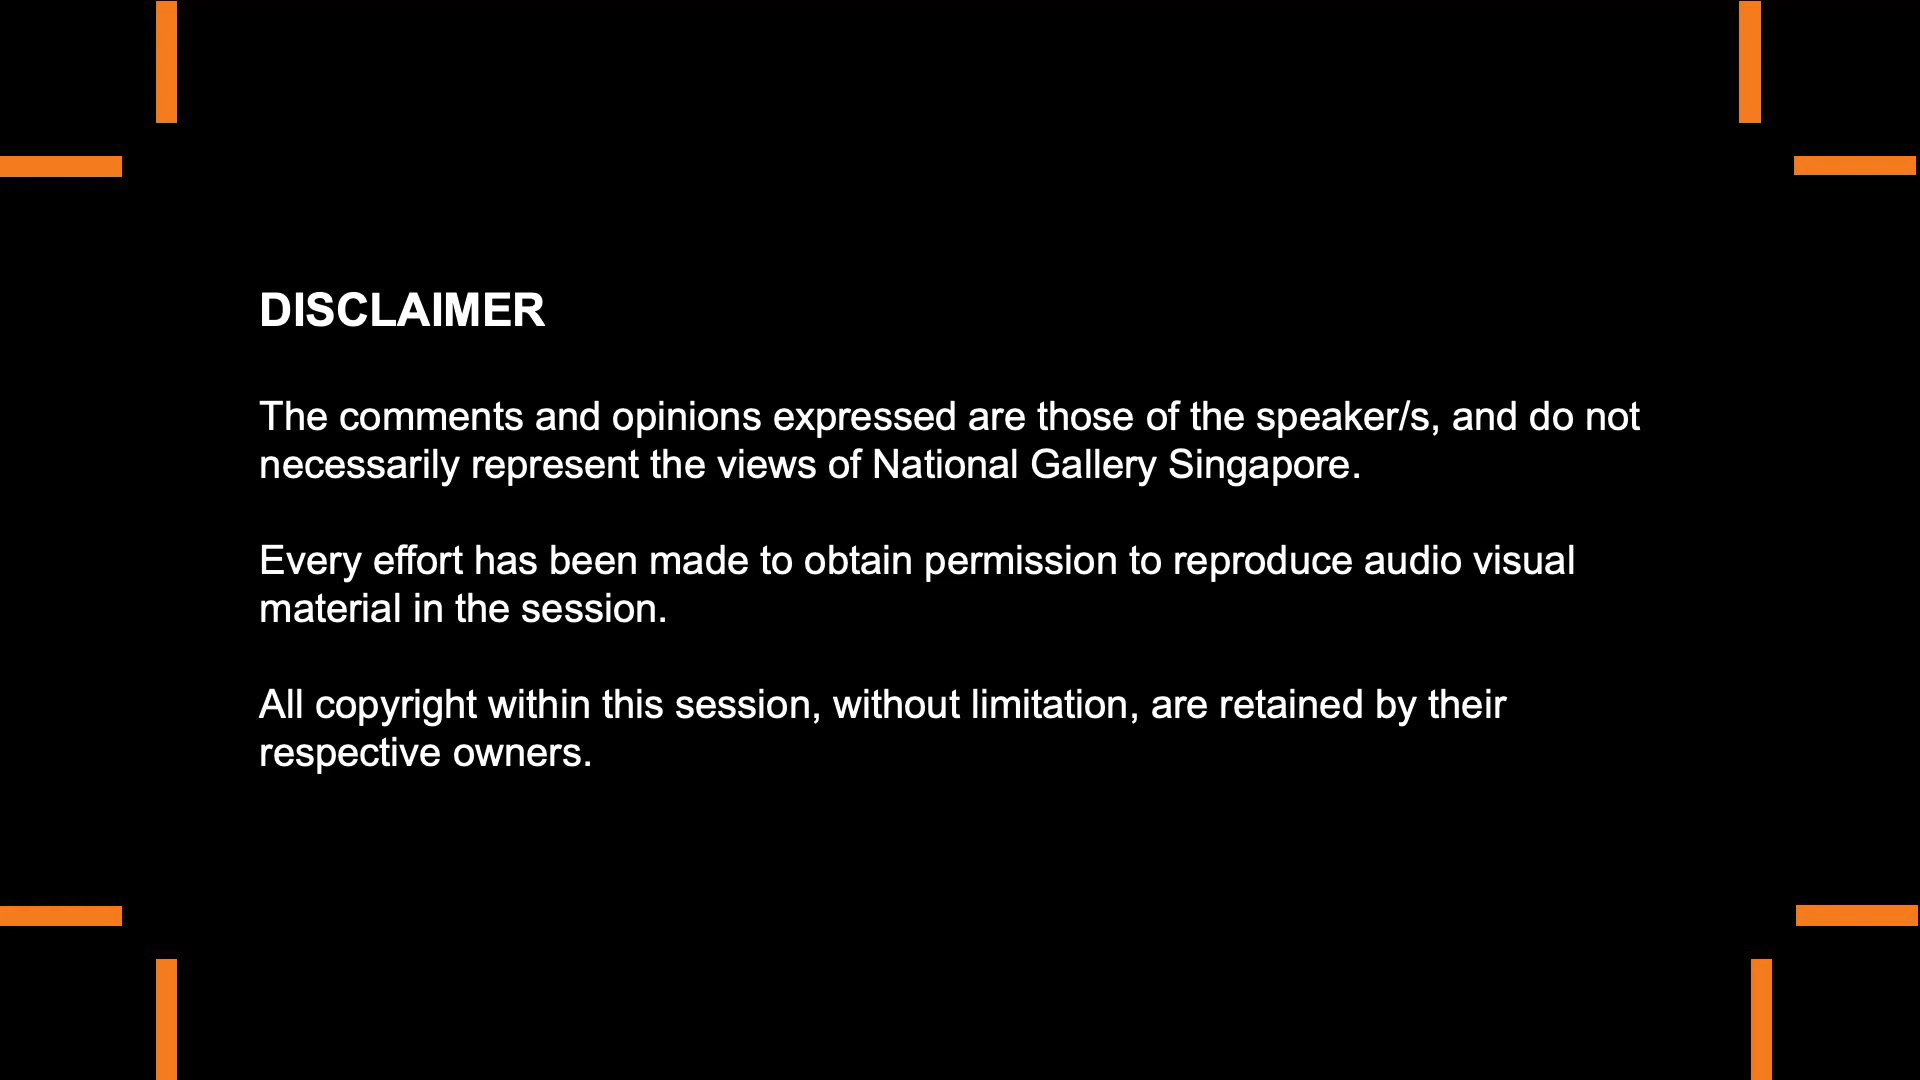 DISCLAIMER
The comments and opinions expressed are those of the speaker/s, and do not
necessarily represent the views of National Gallery Singapore.
Every effort has been made to obtain permission to reproduce audio visual
material in the session.
All copyright within this session, without limitation, are retained by their
respective owners.